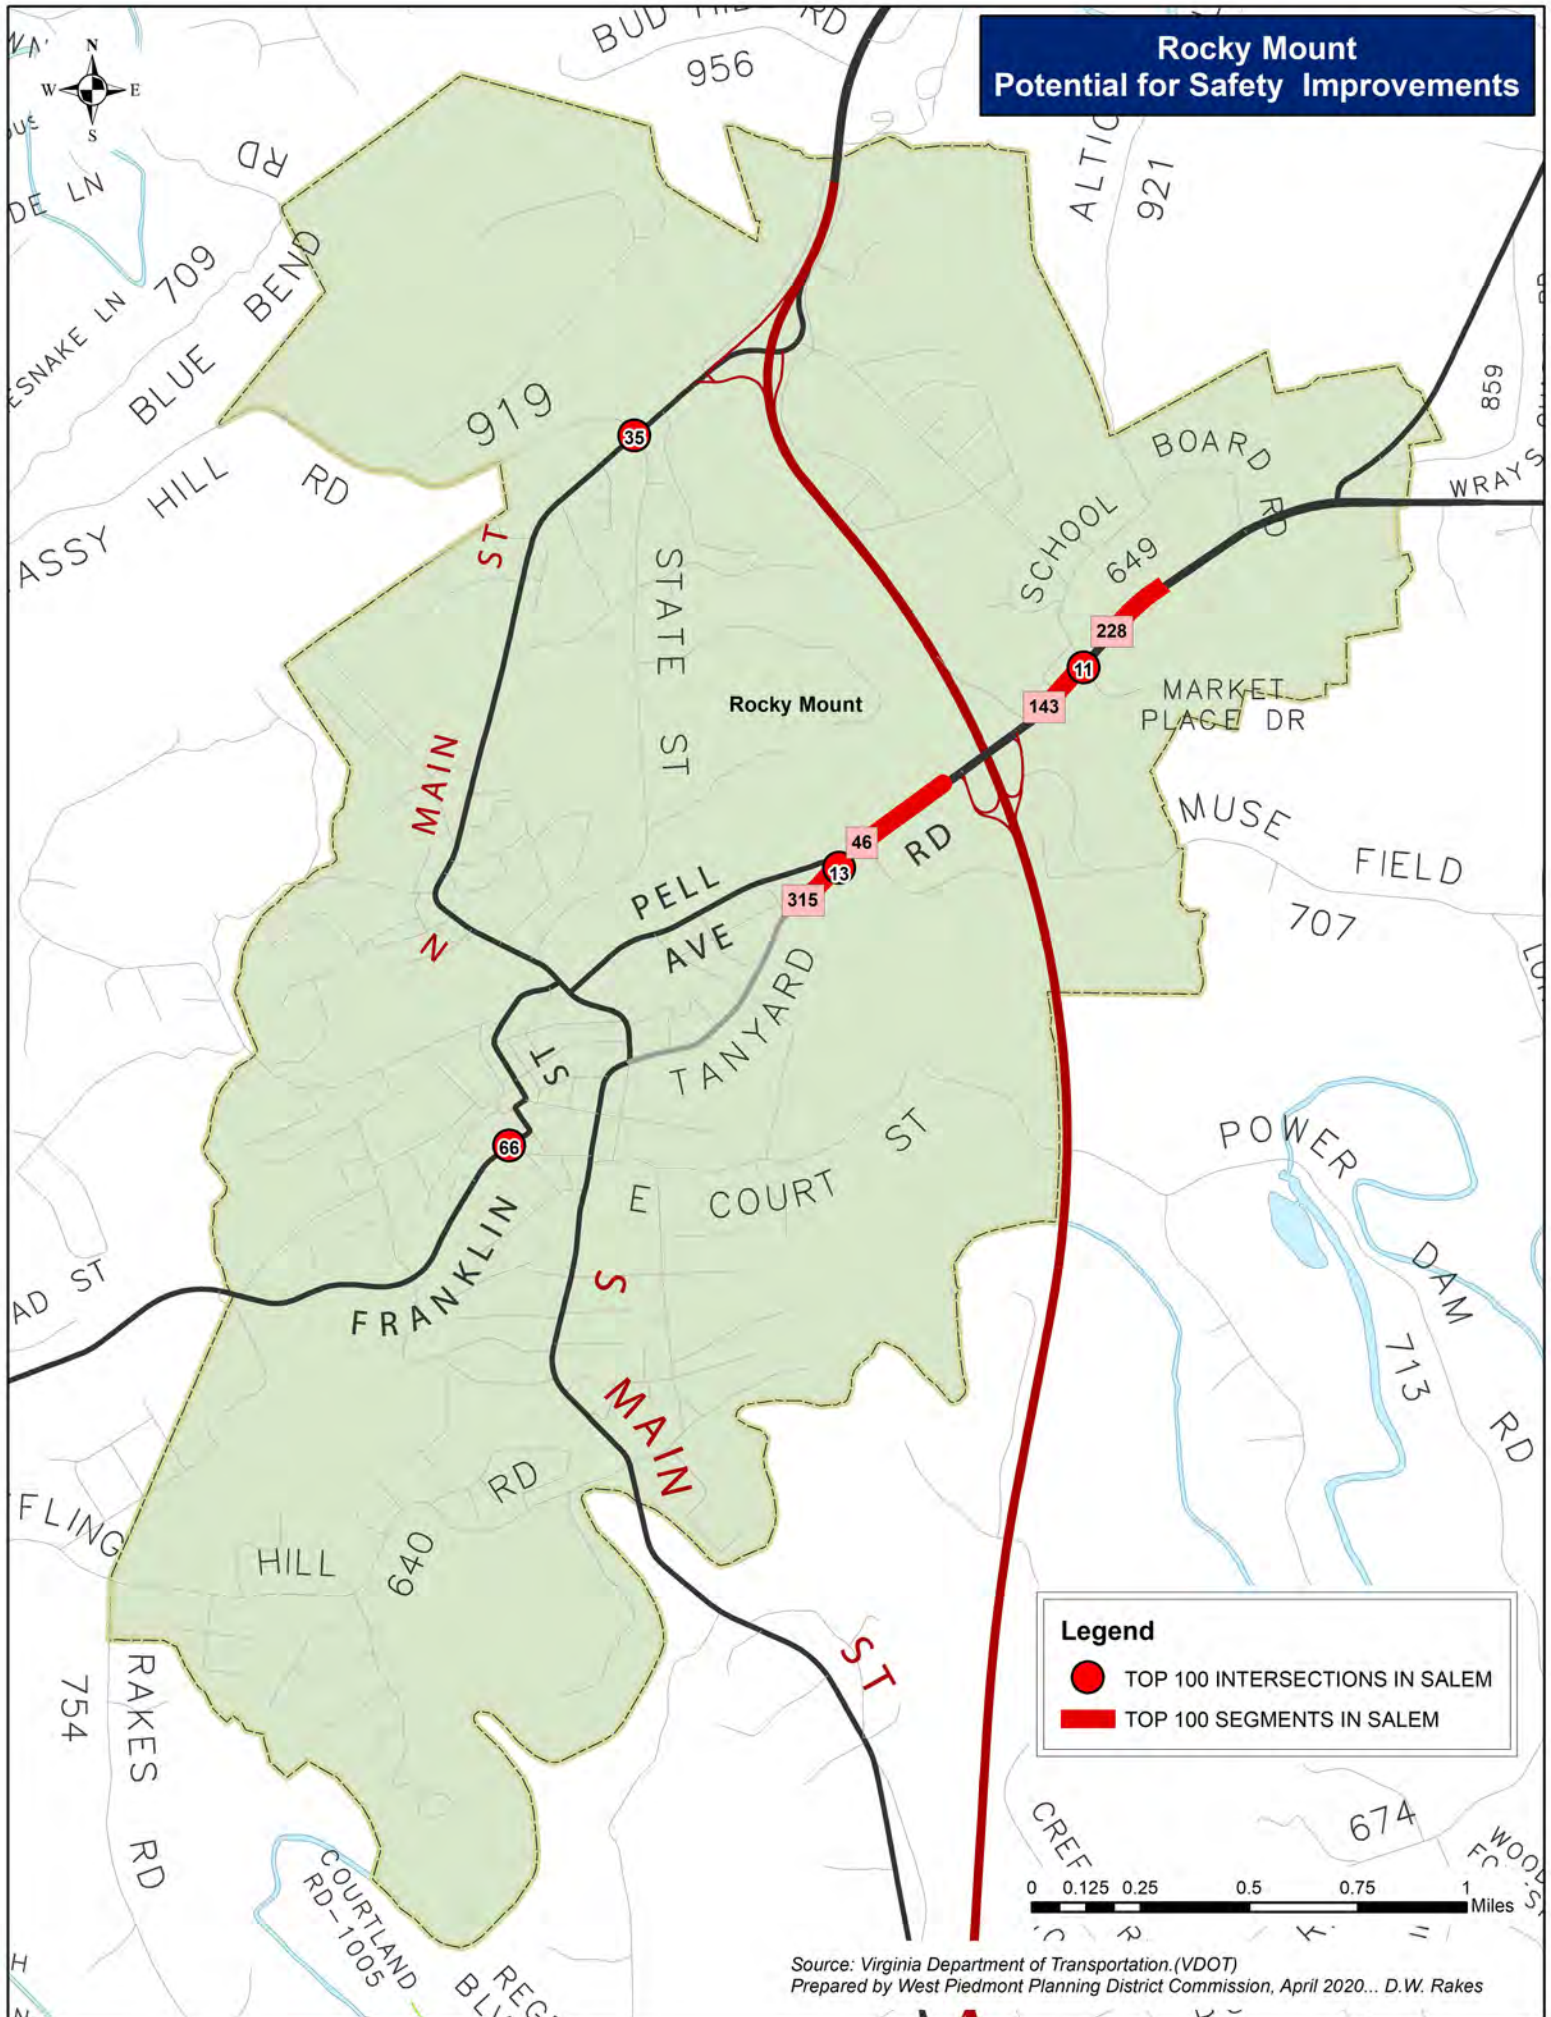 Rocky Mount
Potential for Safety  Improvements
N
W
E
S
BUD HILL RD
956
RD
DE LN
709
BLUE BEND
ESNAKE LN
921
919
ASSY HILL RD
35
ST
STATE ST
BOARD RD
SCHOOL
649
859
WRAYS
228
11
143
MARKET
PLACE DR
Rocky Mount
MAIN
N
46
13
315
PELL
AVE
RD
TANYARD
MUSE FIELD
707
ST
66
E COURT ST
POWER DAM RD
713
AD ST
FRANKLIN
S MAIN ST
FLING
HILL
640
RD
754
RAKES RD
Legend
TOP 100 INTERSECTIONS IN SALEM
TOP 100 SEGMENTS IN SALEM
674
CREE
0 0.125 0.25 0.5 0.75 1
Miles
COURTLAND
RD-1005
Source: Virginia Department of Transportation.(VDOT)
Prepared by West Piedmont Planning District Commission, April 2020... D.W. Rakes